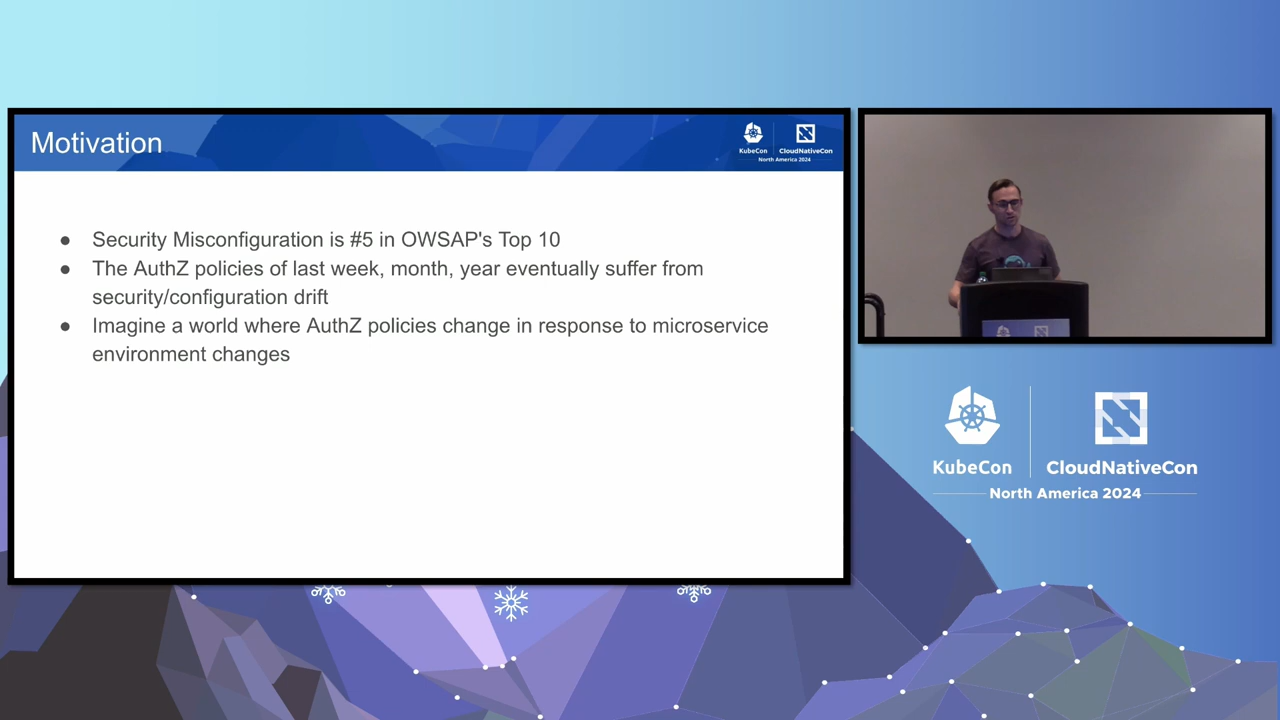 Motivation
KubeCon
CloudNativeCon
North America 2024
● Security Misconfiguration is #5 in OWSAP's Top 10
● The AuthZ policies of last week, month, year eventually suffer from
security/configuration drift
● Imagine a world where AuthZ policies change in response to microservice
environment changes
KubeCon
CloudNativeCon
North America 2024